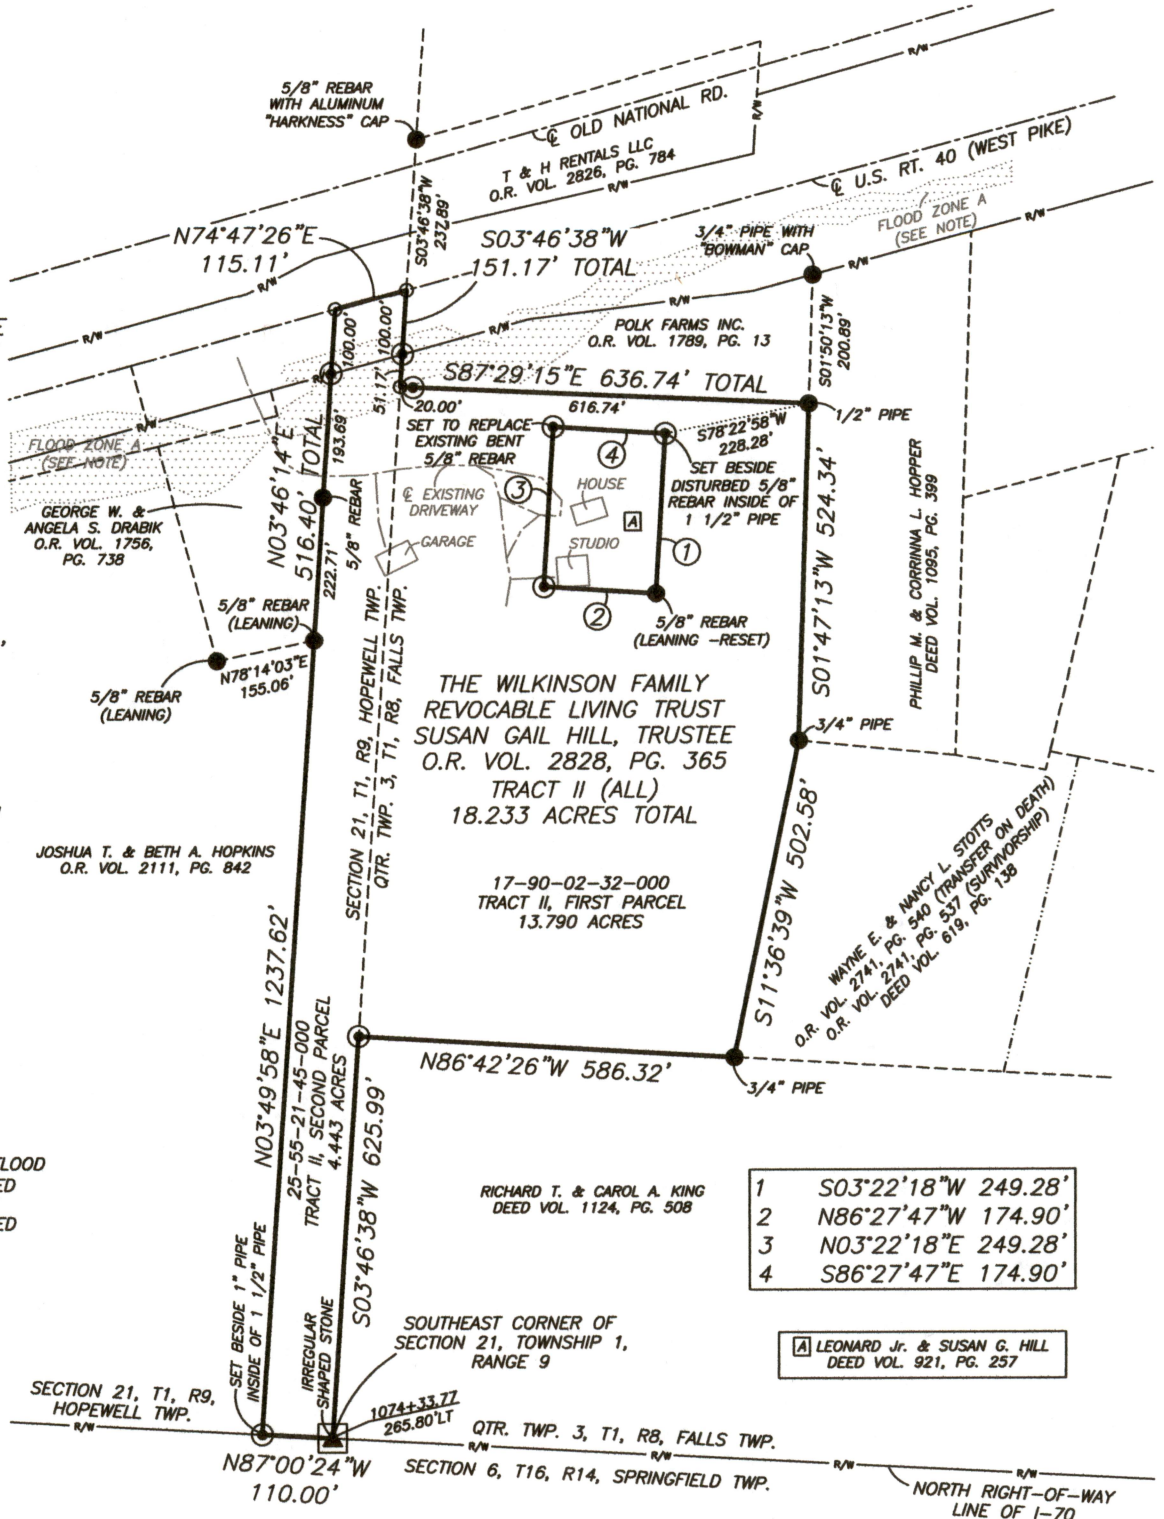 5/8" REBAR
WITH ALUMINUM
"HARKNESS" CAP
R/W
℄ OLD NATIONAL RD.
T & H RENTALS LLC
O.R. VOL. 2826, PG. 784
R/W
R/W
℄ U.S. RT. 40 (WEST PIKE)
FLOOD ZONE A
(SEE NOTE)
R/W
S03°46'38"W
237.89'
N74°47'26"E
115.11'
S03°46'38"W
151.17' TOTAL
3/4" PIPE WITH
"BOWMAN" CAP
R/W
R/W
R/W
R/W
R/W
R/W
POLK FARMS INC.
O.R. VOL. 1789, PG. 13
S01°50'13"W
200.89'
100.00'
100.00'
51.17'
S87°29'15"E 636.74' TOTAL
20.00'
616.74'
1/2" PIPE
SET TO REPLACE
EXISTING BENT
5/8" REBAR
S78°22'58"W
228.28'
SET BESIDE
DISTURBED 5/8"
REBAR INSIDE OF
1 1/2" PIPE
FLOOD ZONE A
(SEE NOTE)
N03°46'14"E
516.40' TOTAL
193.69'
222.71'
5/8" REBAR
℄ EXISTING
DRIVEWAY
HOUSE
GARAGE
STUDIO
A
1
2
3
4
GEORGE W. &
ANGELA S. DRABIK
O.R. VOL. 1756,
PG. 738
5/8" REBAR
(LEANING)
5/8" REBAR
(LEANING)
N78°14'03"E
155.06'
5/8" REBAR
(LEANING -RESET)
S01°47'13"W 524.34'
PHILLIP M. & CORRINNA L. HOPPER
DEED VOL. 1095, PG. 399
SECTION 21, T1, R9, HOPEWELL TWP.
QTR. TWP. 3, T1, R8, FALLS TWP.
THE WILKINSON FAMILY
REVOCABLE LIVING TRUST
SUSAN GAIL HILL, TRUSTEE
O.R. VOL. 2828, PG. 365
TRACT II (ALL)
18.233 ACRES TOTAL
3/4" PIPE
17-90-02-32-000
TRACT II, FIRST PARCEL
13.790 ACRES
JOSHUA T. & BETH A. HOPKINS
O.R. VOL. 2111, PG. 842
S11°36'39"W 502.58'
WAYNE E. & NANCY L. STOTTS
O.R. VOL. 2741, PG. 540 (TRANSFER ON DEATH)
O.R. VOL. 2741, PG. 537 (SURVIVORSHIP)
DEED VOL. 619, PG. 138
N03°49'58"E 1237.62'
25-55-21-45-000
TRACT II, SECOND PARCEL
4.443 ACRES
N86°42'26"W 586.32'
3/4" PIPE
S03°46'38"W 625.99'
RICHARD T. & CAROL A. KING
DEED VOL. 1124, PG. 508
1 S03°22'18"W 249.28'
2 N86°27'47"W 174.90'
3 N03°22'18"E 249.28'
4 S86°27'47"E 174.90'
A LEONARD Jr. & SUSAN G. HILL
DEED VOL. 921, PG. 257
SET BESIDE 1" PIPE
INSIDE OF 1 1/2" PIPE
IRREGULAR
SHAPED STONE
SOUTHEAST CORNER OF
SECTION 21, TOWNSHIP 1,
RANGE 9
1074+33.77
265.80'LT
SECTION 21, T1, R9,
HOPEWELL TWP.
R/W
QTR. TWP. 3, T1, R8, FALLS TWP.
R/W
R/W
R/W
SECTION 6, T16, R14, SPRINGFIELD TWP.
N87°00'24"W
110.00'
NORTH RIGHT-OF-WAY
LINE OF I-70